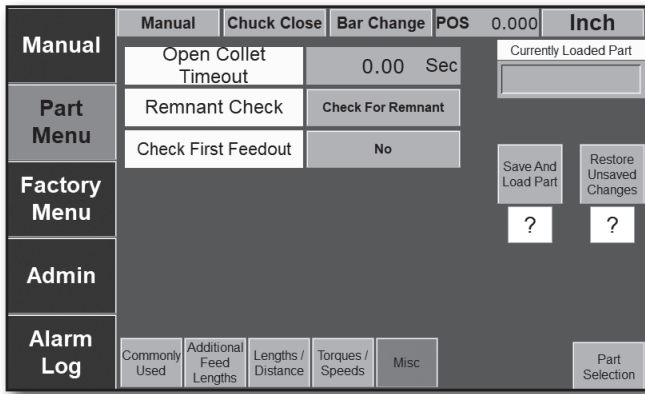 Manual
Part
Menu
Factory
Menu
Admin
Alarm
Log
Manual Chuck Close Bar Change POS 0.000 Inch
Open Collet
Timeout
0.00 Sec
Remnant Check
Check For Remnant
Check First Feedout
No
Currently Loaded Part
Save And
Load Part
Restore
Unsaved
Changes
?
?
Commonly
Used
Additional
Feed
Lengths
Lengths /
Distance
Torques /
Speeds
Misc
Part
Selection